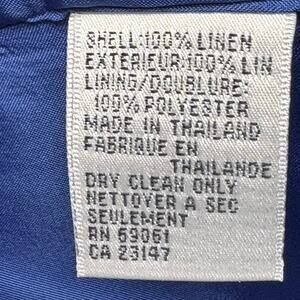 SHELL:100% LINEN
EXTERIEUR:100% LIN
LINING/DOUBLURE:
100% POLYESTER
MADE IN THAILAND
FABRIQUE EN
THAILANDE
DRY CLEAN ONLY
NETTOYER A SEC
SEULEMENT
RN 69061
CA 23147